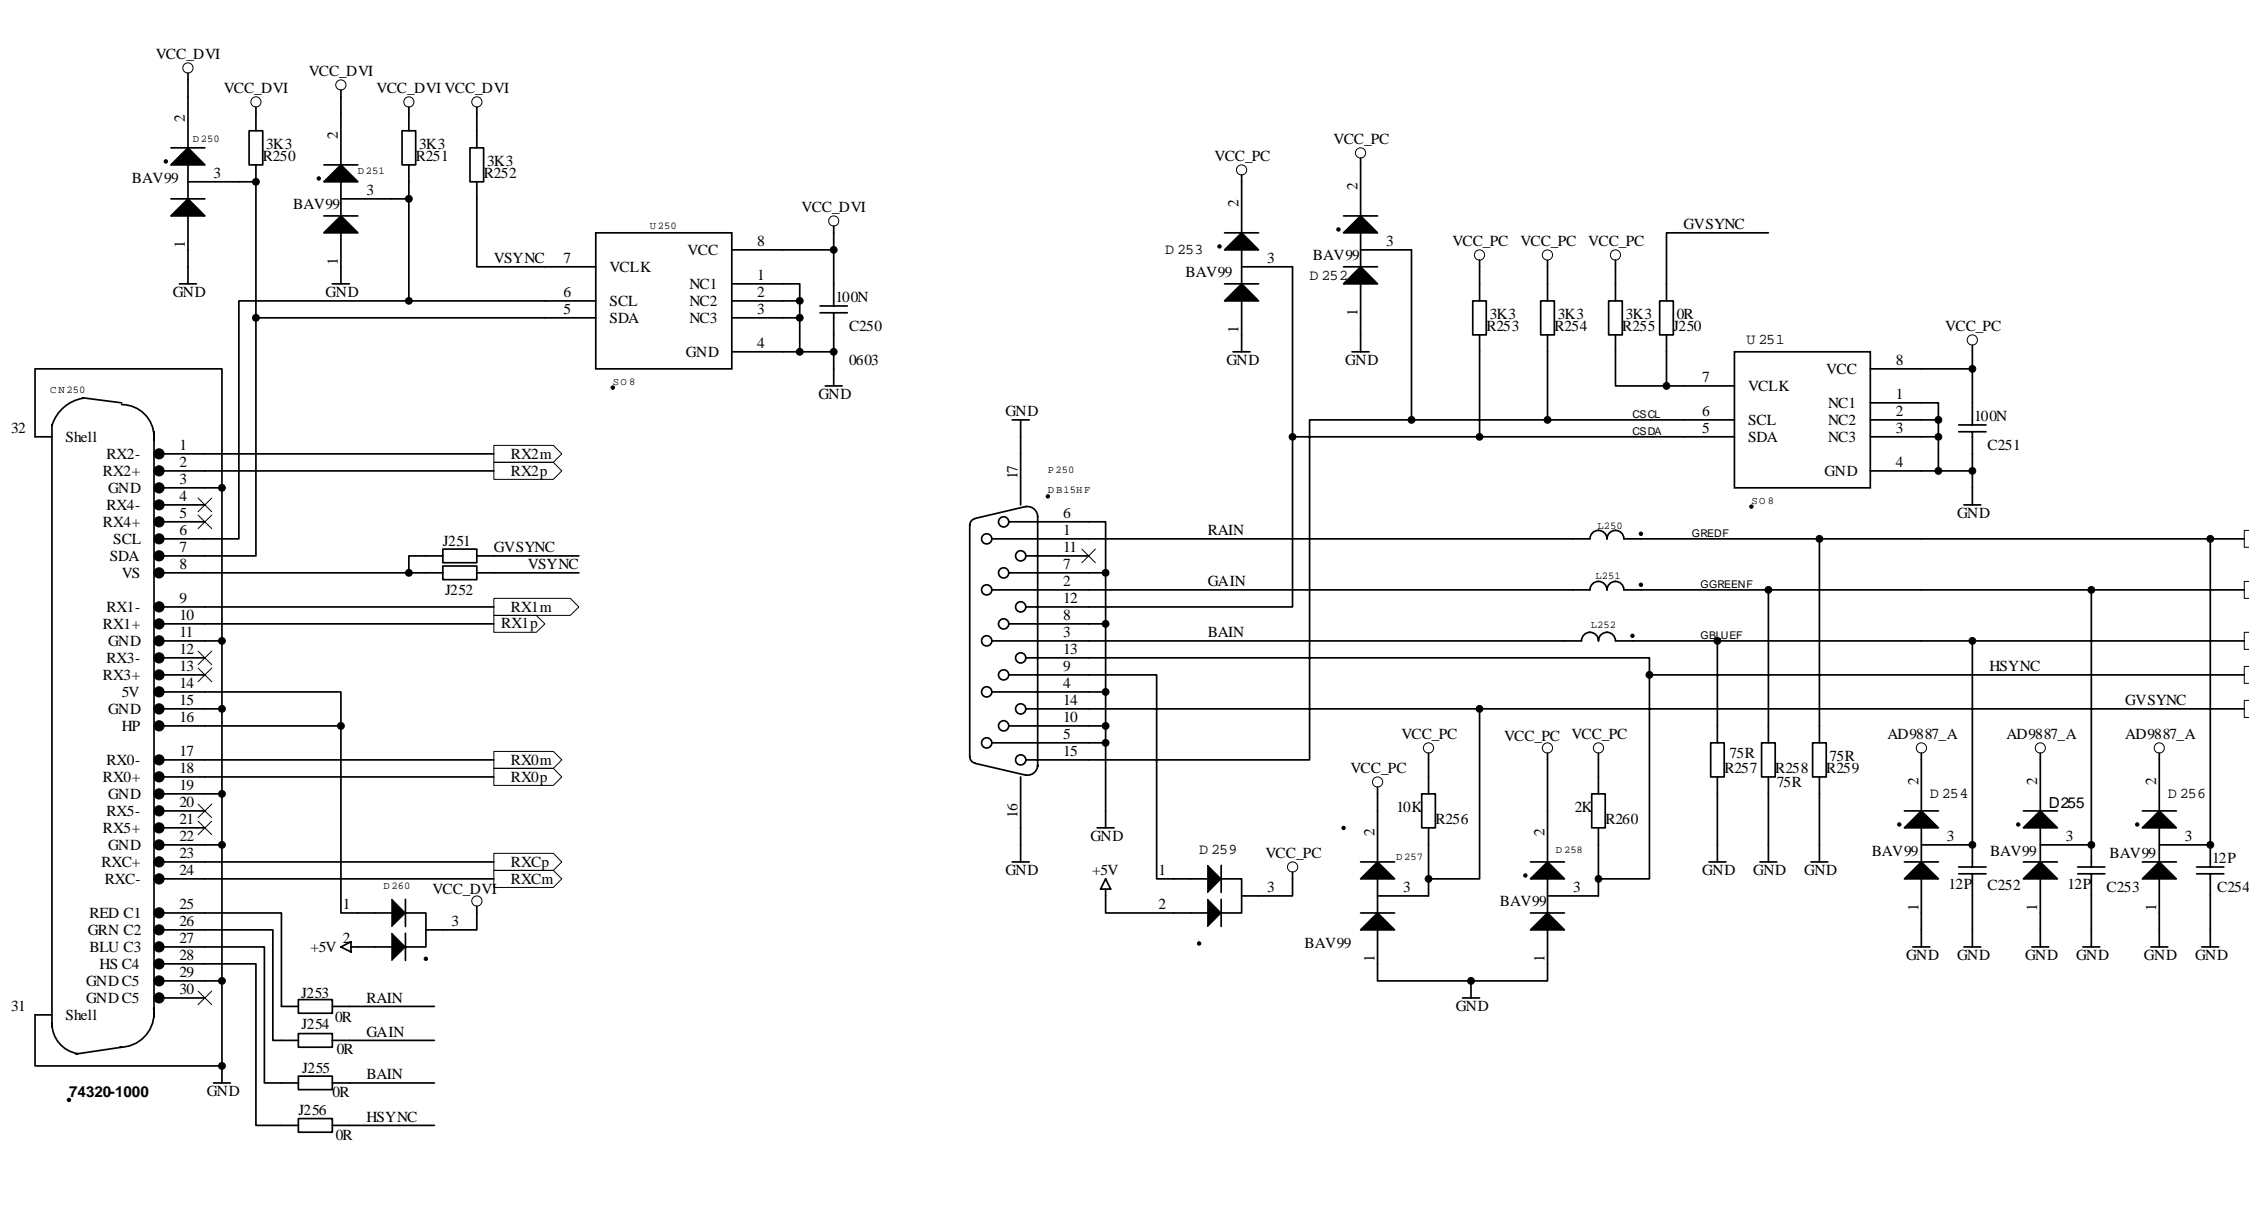 VCC_DVI
VCC_DVI
VCC_DVI
VCC_DVI VCC_DVI
2
D250
3K3
R250
BAV99
3
1
GND
2
D251
3K3
R251
BAV99
3
1
GND
3K3
R252
VSYNC 7
6
5
U250
VCLK
SCL
SDA
VCC
NC1
NC2
NC3
GND
8
1
2
3
4
SO8
VCC_DVI
100N
C250
0603
GND
CN250
32
Shell
RX2- 1 RX2m
RX2+ 2 RX2p
GND 3
RX4- 4
RX4+ 5
SCL 6
SDA 7
VS 8
J251 GVSYNC
VSYNC
J252
RX1- 9 RX1m
RX1+ 10 RX1p
GND 11
RX3- 12
RX3+ 13
5V 14
GND 15
HP 16
RX0- 17 RX0m
RX0+ 18 RX0p
GND 19
RX5- 20
RX5+ 21
GND 22
RXC+ 23 RXCp
RXC- 24 RXCm
RED C1 25
GRN C2 26
BLU C3 27
HS C4 28
GND C5 29
GND C5 30
31
Shell
74320-1000
GND
D260
VCC_DVI
1
3
+5V 2
J253 RAIN
0R
J254 GAIN
0R
J255 BAIN
0R
J256 HSYNC
0R
VCC_PC
2
D253
BAV99
3
1
GND
VCC_PC
2
3
BAV99
D252
1
GND
VCC_PC VCC_PC VCC_PC
GVSYNC
3K3
R253
3K3
R254
3K3
R255
0R
J250
CSCL
CSDA
U251
7 VCLK
6 SCL
5 SDA
VCC 8
NC1 1
NC2 2
NC3 3
GND 4
SO8
VCC_PC
100N
C251
GND
GND
17
P250
DB15HF
6
1
11
7
2
12
8
3
13
9
4
14
10
5
15
16
GND
GND
RAIN
GAIN
BAIN
L250
GREDF
L251
GGREENF
L252
GBLUEF
HSYNC
GVSYNC
+5V
D259
1
2
3
VCC_PC
VCC_PC
VCC_PC
2
10K
R256
D257
3
BAV99
1
VCC_PC VCC_PC
2
2K
R260
D258
3
BAV99
1
GND
75R
R257
R258
75R
75R
R259
GND GND GND
AD9887_A AD9887_A AD9887_A
2
D254
3
BAV99
1
12P
C252
GND GND
2
D255
3
BAV99
1
12P
C253
GND GND
2
D256
3
BAV99
1
12P
C254
GND GND